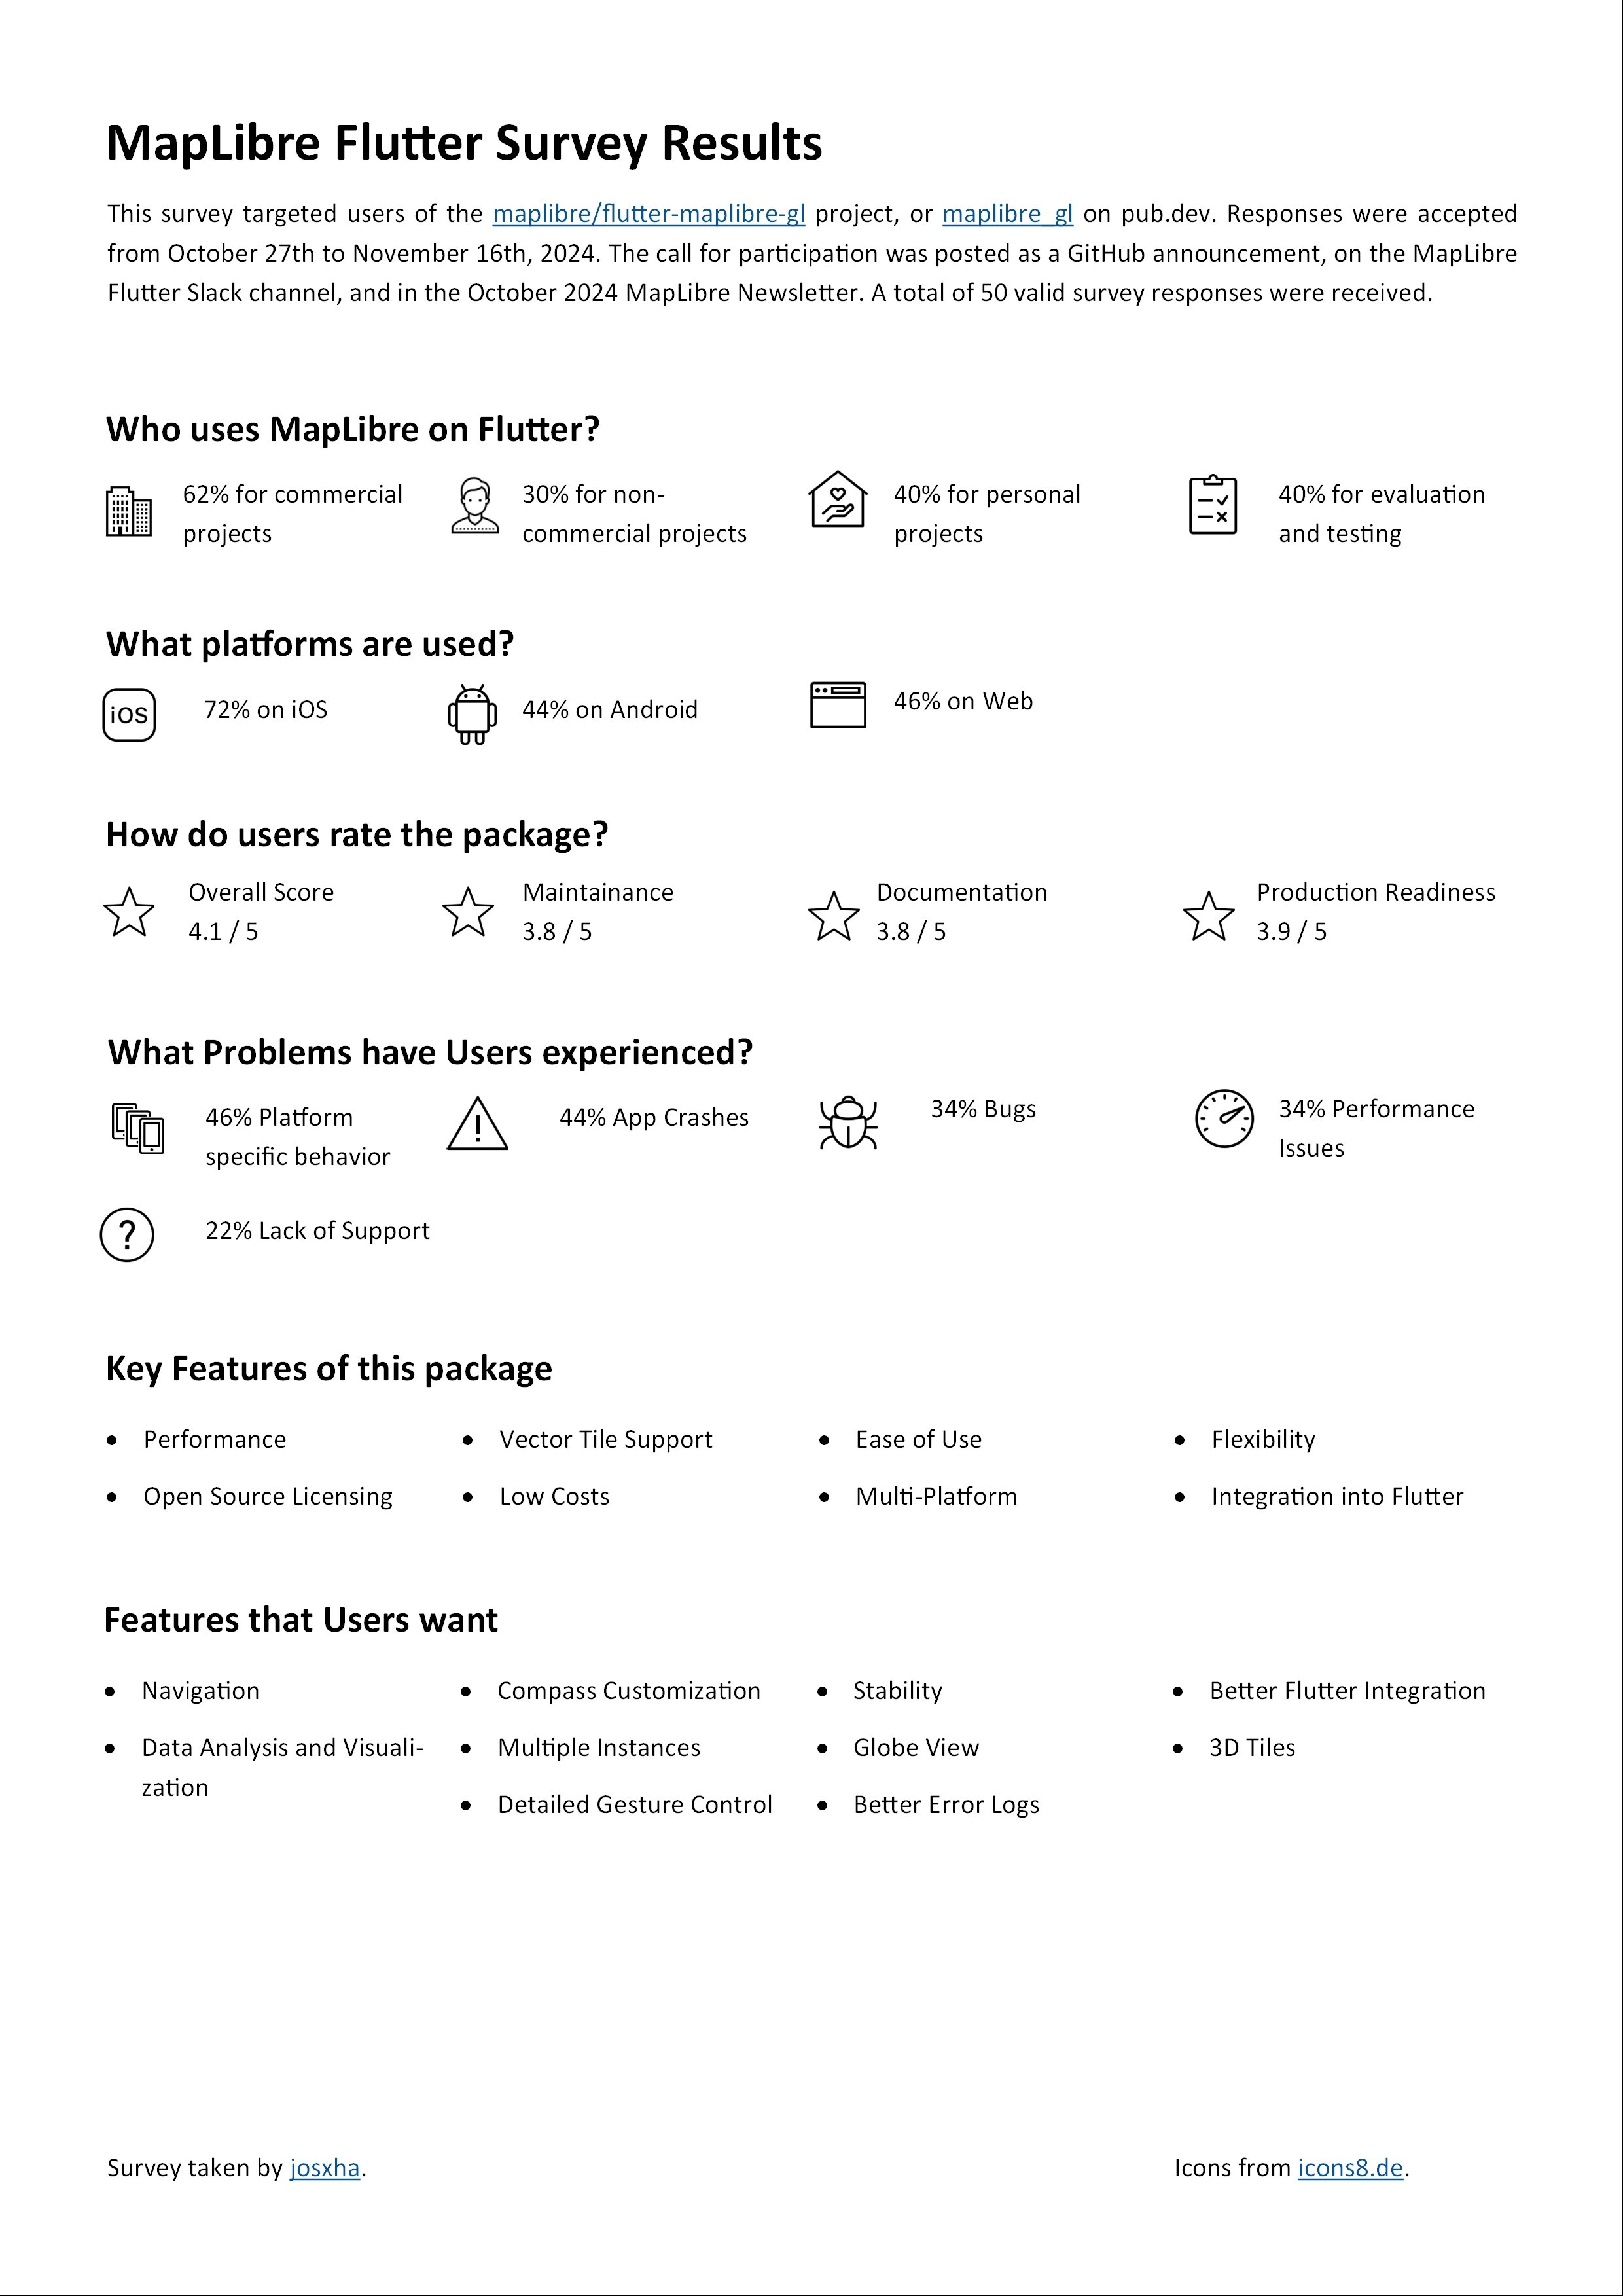 MapLibre Flutter Survey Results
This survey targeted users of the maplibre/flutter-maplibre-gl project, or maplibre_gl on pub.dev. Responses were accepted
from October 27th to November 16th, 2024. The call for participation was posted as a GitHub announcement, on the MapLibre
Flutter Slack channel, and in the October 2024 MapLibre Newsletter. A total of 50 valid survey responses were received.
Who uses MapLibre on Flutter?
62% for commercial
projects
30% for non-
commercial projects
40% for personal
projects
40% for evaluation
and testing
What platforms are used?
iOS
72% on iOS
44% on Android
46% on Web
How do users rate the package?
Overall Score
4.1 / 5
Maintainance
3.8 / 5
Documentation
3.8 / 5
Production Readiness
3.9 / 5
What Problems have Users experienced?
46% Platform
specific behavior
44% App Crashes
34% Bugs
34% Performance
Issues
?
22% Lack of Support
Key Features of this package
• Performance
• Open Source Licensing
• Vector Tile Support
• Low Costs
• Ease of Use
• Multi-Platform
• Flexibility
• Integration into Flutter
Features that Users want
• Navigation
• Data Analysis and Visuali-
zation
• Compass Customization
• Multiple Instances
• Detailed Gesture Control
• Stability
• Globe View
• Better Error Logs
• Better Flutter Integration
• 3D Tiles
Survey taken by josxha.
Icons from icons8.de.